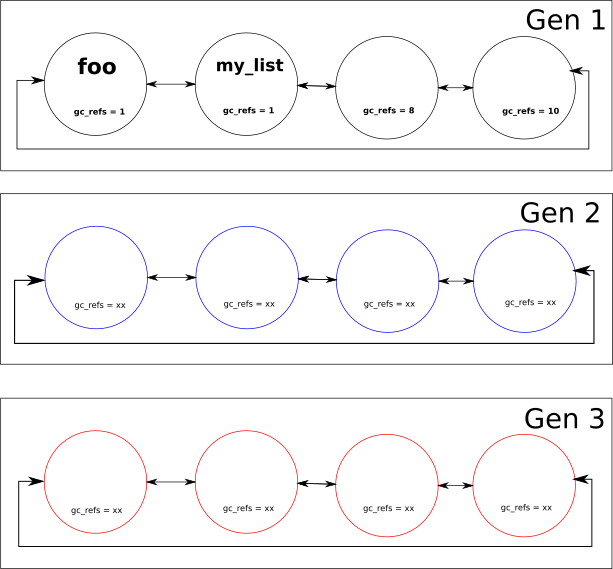 Gen 1
foo
my_list
gc_refs = 1
gc_refs = 1
gc_refs = 8
gc_refs = 10
Gen 2
gc_refs = xx
gc_refs = xx
gc_refs = xx
gc_refs = xx
Gen 3
gc_refs = xx
gc_refs = xx
gc_refs = xx
gc_refs = xx